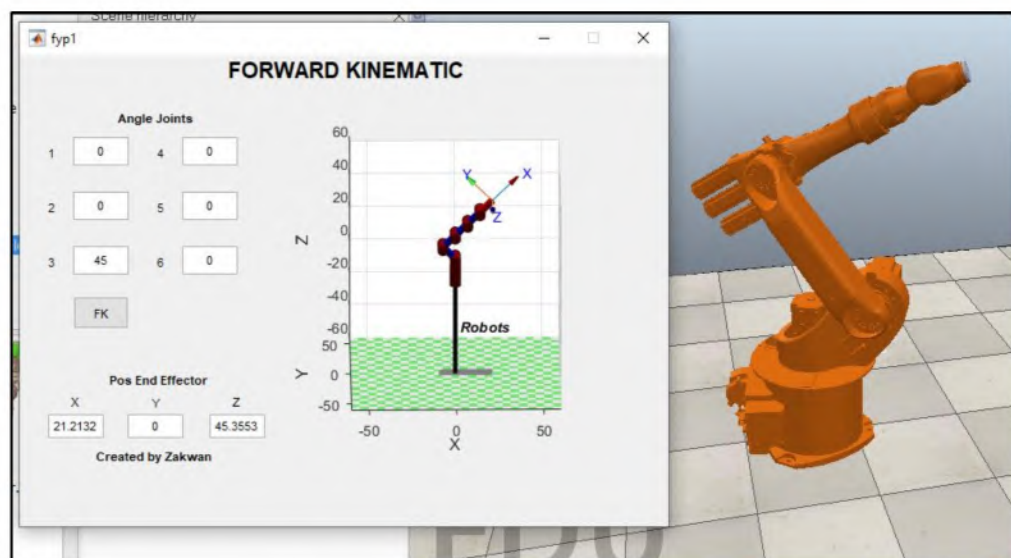 Scene hierarchy
fyp1
FORWARD KINEMATIC
Angle Joints
1 0 4 0
2 0 5 0
3 45 6 0
FK
Pos End Effector
X Y Z
21.2132 0 45.3553
Created by Zakwan
60
40
20
0
-20
-40
-60
Z
Y X
Z
Robots
50
0
-50
Y
-50 0 50
X
EDU